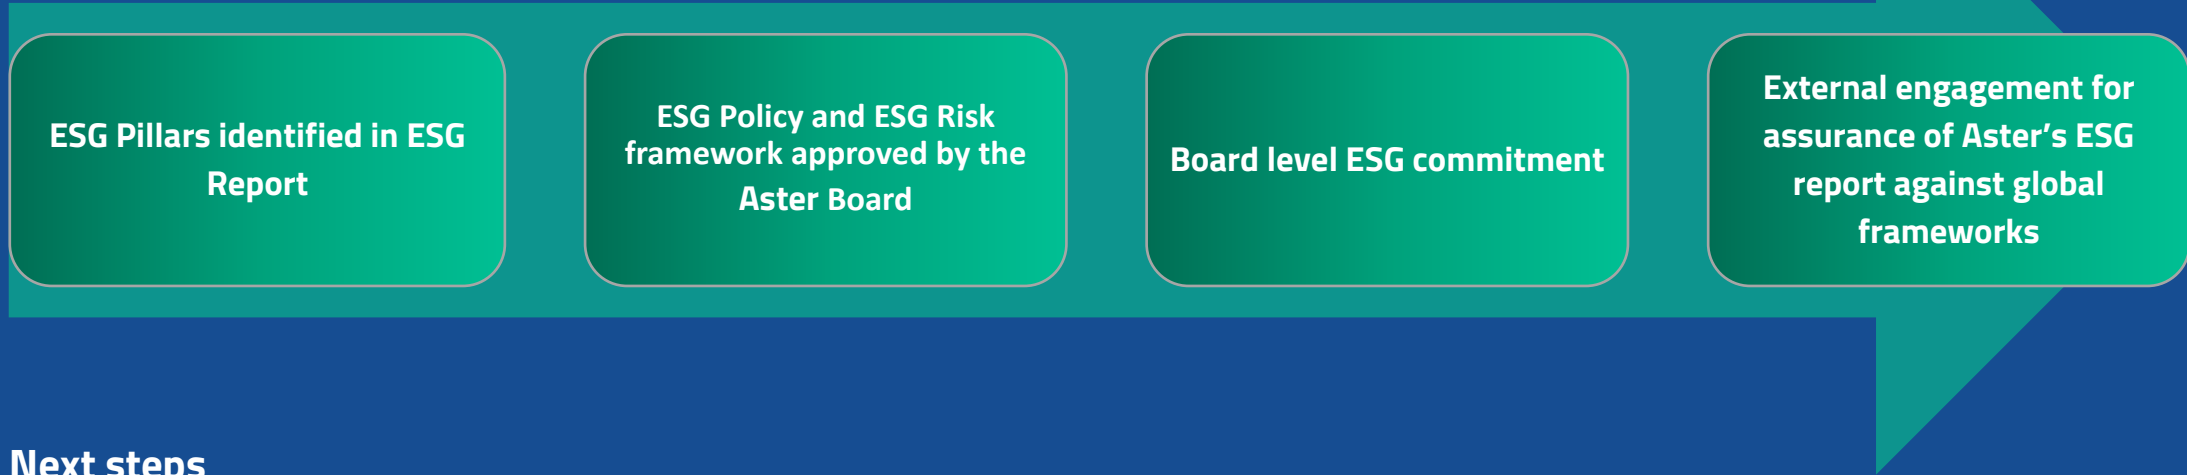 ESG Pillars identified in ESG
Report
ESG Policy and ESG Risk
framework approved by the
Aster Board
Board level ESG commitment
External engagement for
assurance of Aster’s ESG
report against global
frameworks
Next steps